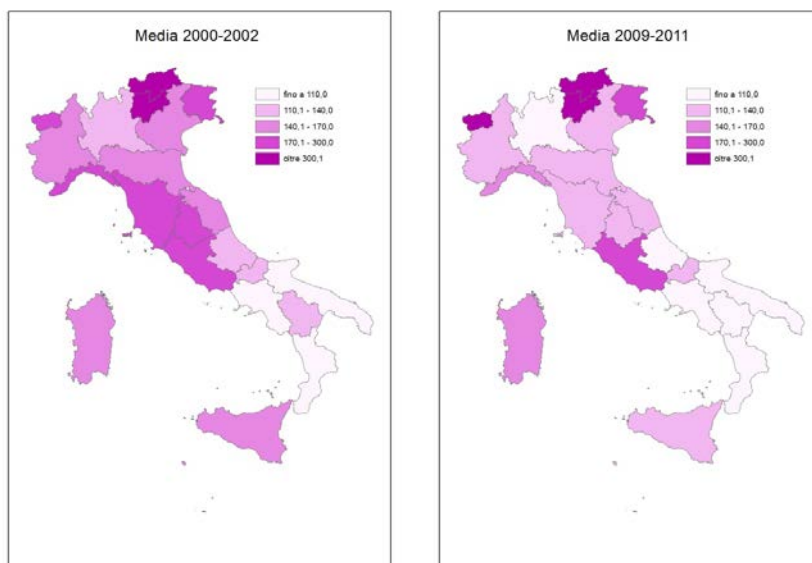 Media 2000-2002
fino a 110,0
110,1 - 140,0
140,1 - 170,0
170,1 - 300,0
oltre 300,1
Media 2009-2011
fino a 110,0
110,1 - 140,0
140,1 - 170,0
170,1 - 300,0
oltre 300,1